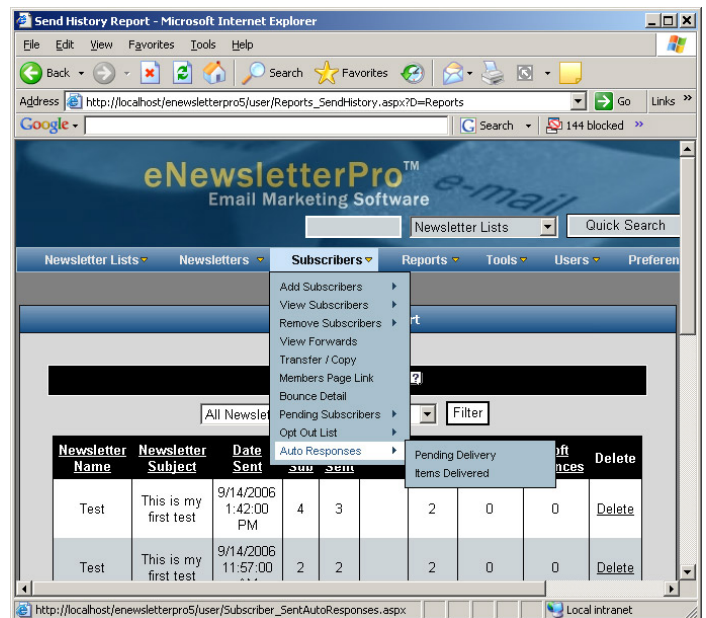 Send History Report - Microsoft Internet Explorer
File Edit View Favorites Tools Help
Back Search Favorites
Address http://localhost/enewsletterpro5/user/Reports_SendHistory.aspx?D=Reports Go Links »
Google Search 144 blocked »
eNewsletterPro™
e-mail
Email Marketing Software
Newsletter Lists Quick Search
Newsletter Lists Newsletters Subscribers Reports Tools Users Preferen
Add Subscribers
View Subscribers
Remove Subscribers
View Forwards
Transfer / Copy
Members Page Link
[?]
Bounce Detail
All Newslet Pending Subscribers Filter
Opt Out List
Auto Responses
Pending Delivery
Items Delivered
Newsletter Name Newsletter Subject Date Sent Sub Sent Delete
Test This is my first test 9/14/2006 1:42:00 PM 4 3 2 0 0 Delete
Test This is my first test 9/14/2006 11:57:00 2 2 2 0 0 Delete
http://localhost/enewsletterpro5/user/Subscriber_SentAutoResponses.aspx Local intranet